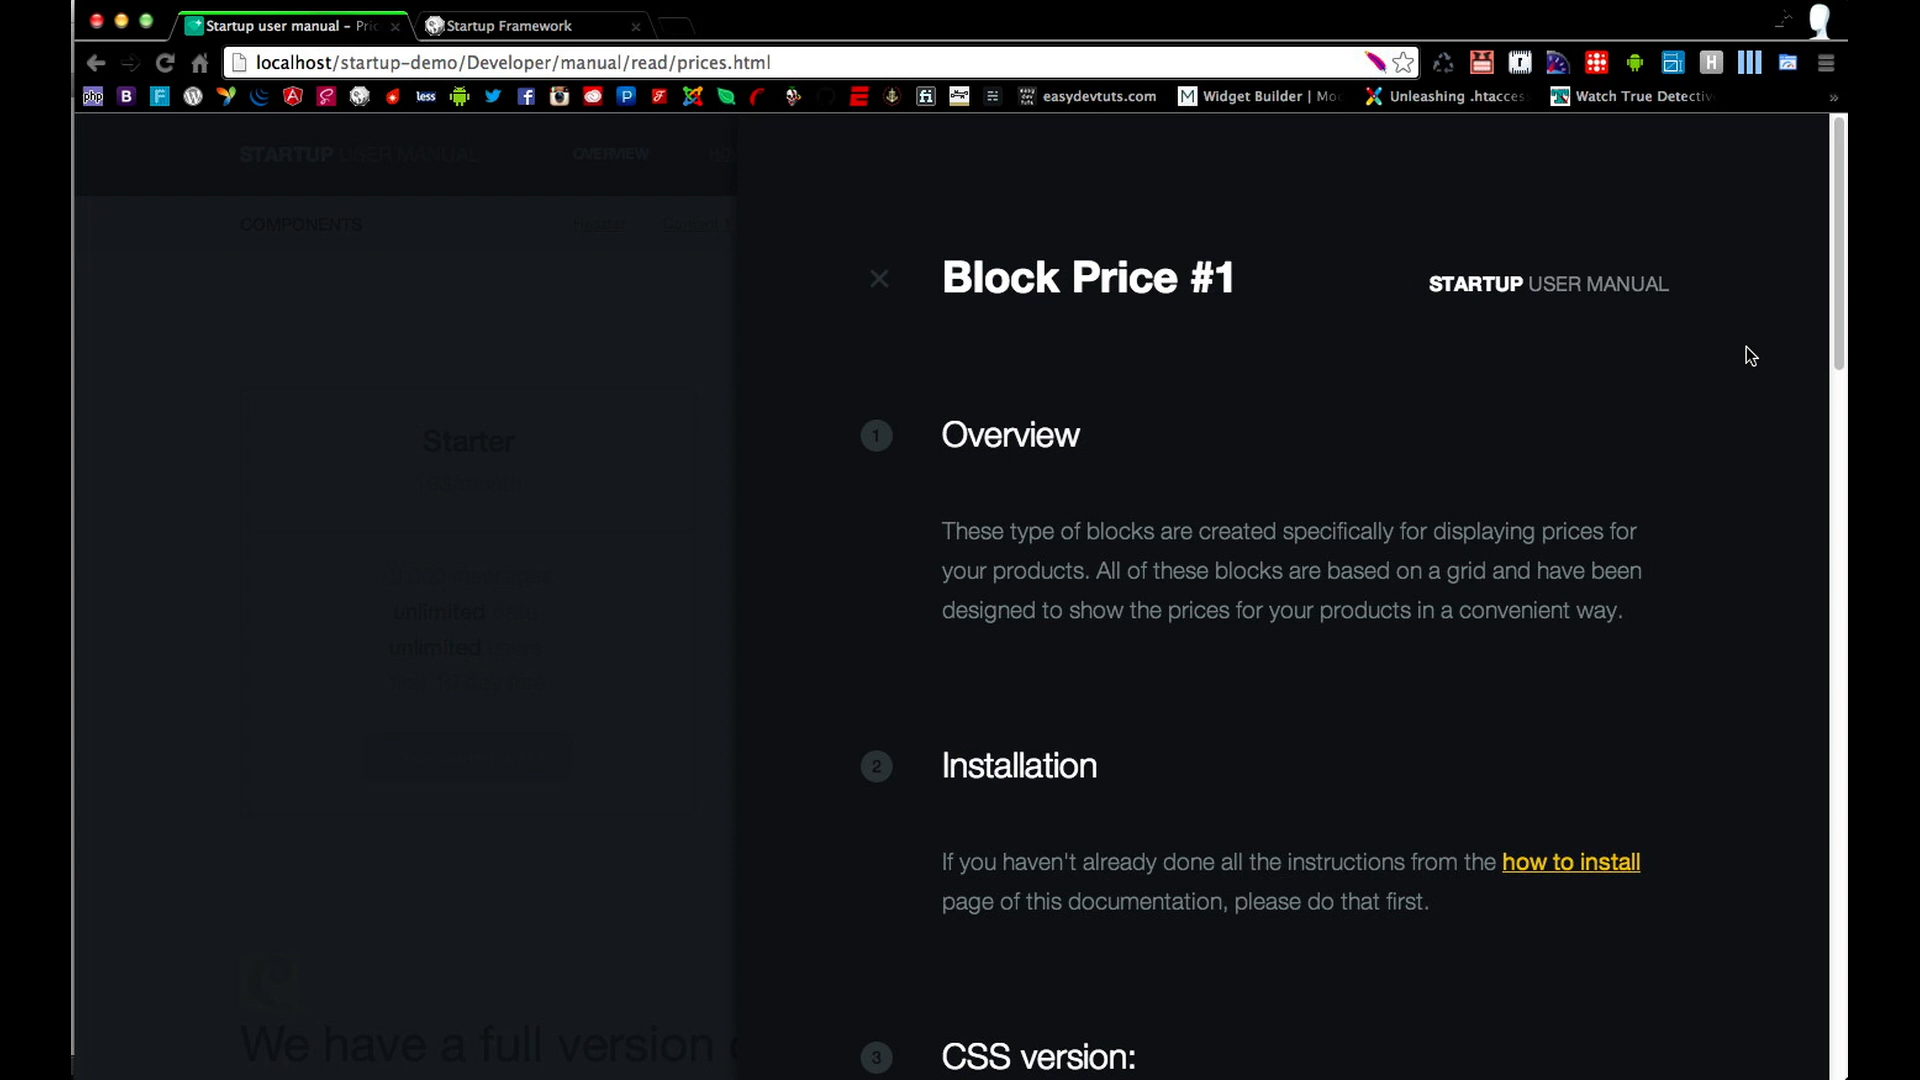 Startup user manual – Pric
Startup Framework
localhost/startup-demo/Developer/manual/read/prices.html
php
B
F
less
P
easydevtuts.com
M Widget Builder | Mo
Unleashing .htacces
Watch True Detectiv
»
STARTUP USER MANUAL
OVERVIEW
COMPONENTS
Block Price #1
STARTUP USER MANUAL
1 Overview
These type of blocks are created specifically for displaying prices for
your products. All of these blocks are based on a grid and have been
designed to show the prices for your products in a convenient way.
Starter
unlimited
unlimited
2 Installation
If you haven't already done all the instructions from the how to install
page of this documentation, please do that first.
We have a full version
3 CSS version: